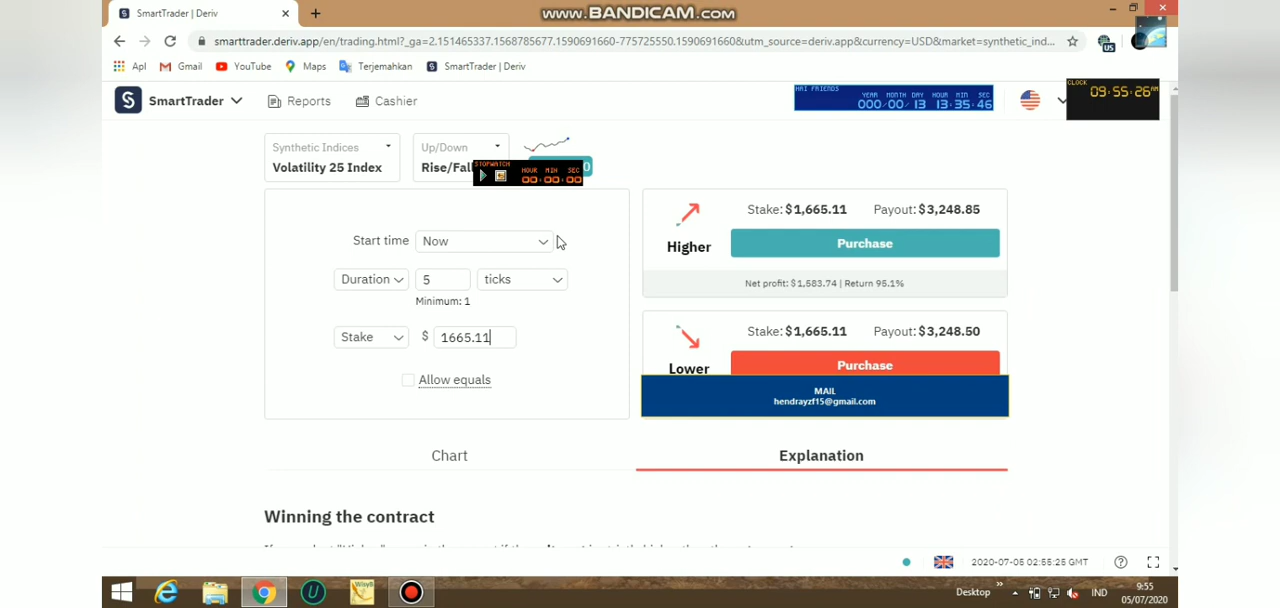 SmartTrader | Deriv
www.BANDICAM.com
smarttrader.deriv.app/en/trading.html?_ga=2.151465337.1568785677.1590691660-775725550.1590691660&utm_source=deriv.app&currency=USD&market=synthetic_ind...
US
Apl
Gmail
YouTube
Maps
Terjemahkan
SmartTrader | Deriv
SmartTrader
Reports
Cashier
HAI FRIENDS
YEAR MONTH DAY HOUR MIN SEC
000/00/13 13:35:46
CLOCK
09:55:26AM
Synthetic Indices
Volatility 25 Index
Up/Down
Rise/Fall
STOPWATCH
HOUR MIN SEC
00:00:00
0
Start time
Now
Duration
5
ticks
Minimum: 1
Stake
$
1665.11
Allow equals
Stake: $1,665.11 Payout: $3,248.85
Higher
Purchase
Net profit: $1,583.74 | Return 95.1%
Stake: $1,665.11 Payout: $3,248.50
Lower
Purchase
MAIL
hendrayzf15@gmail.com
Chart
Explanation
Winning the contract
2020-07-05 02:55:25 GMT
Desktop
IND
9:55
05/07/2020